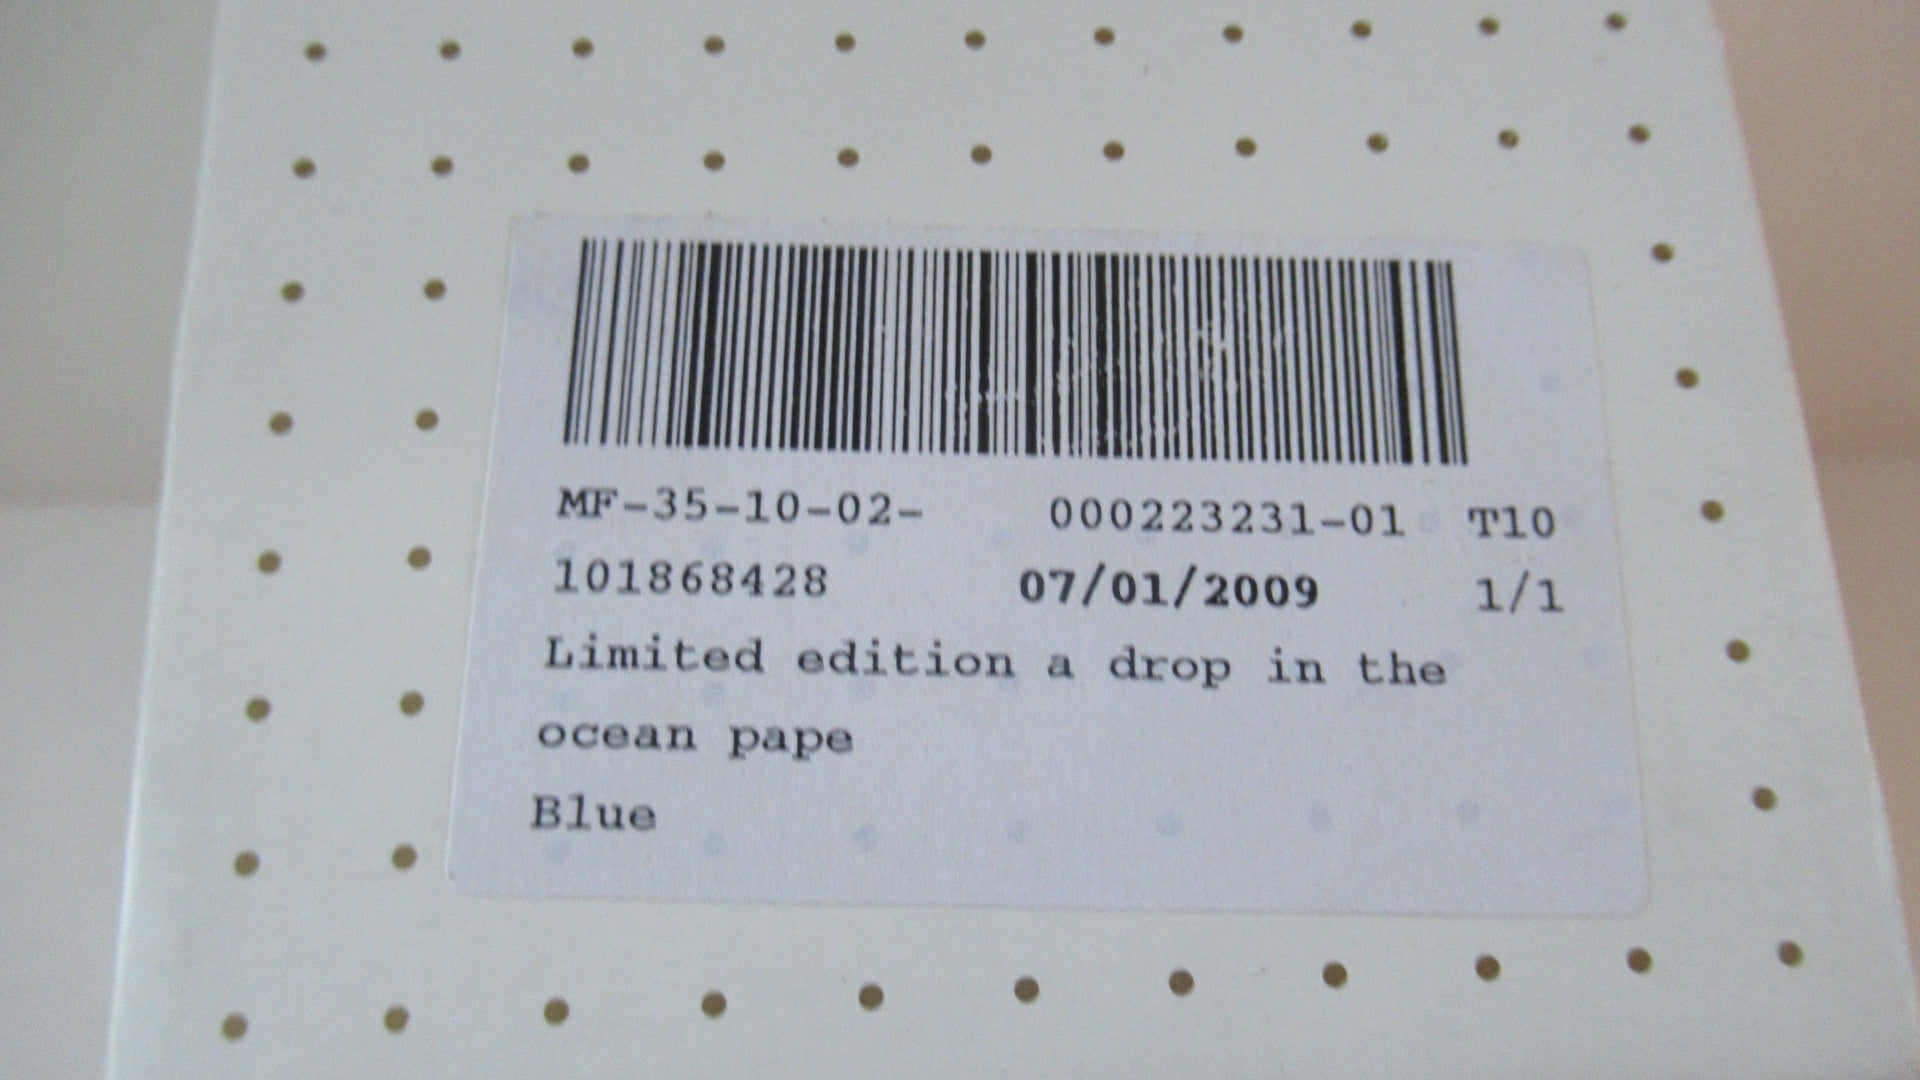 MF-35-10-02- 000223231-01 T10
101868428 07/01/2009 1/1
Limited edition a drop in the
ocean pape
Blue